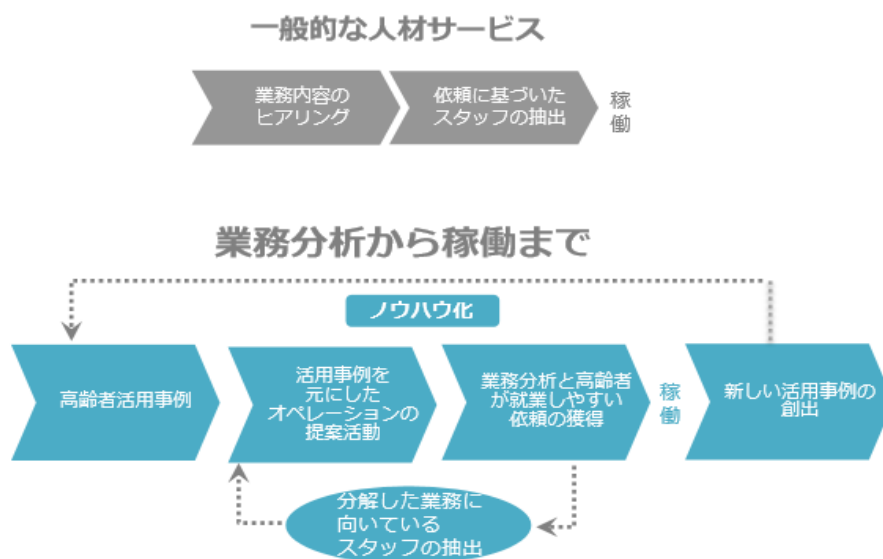 一般的な人材サービス
業務内容の
ヒアリング
依頼に基づいた
スタッフの抽出
稼
働
業務分析から稼働まで
ノウハウ化
高齢者活用事例
活用事例を
元にした
オペレーションの
提案活動
業務分析と高齢者
が就業しやすい
依頼の獲得
稼
働
新しい活用事例の
創出
分解した業務に
向いている
スタッフの抽出